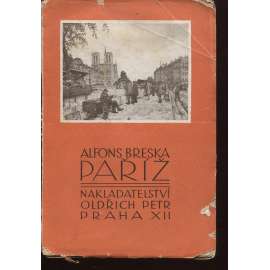 ALFONS BRESKA
PAŘÍŽ
NAKLADATELSTVÍ
OLDŘICH PETR
PRAHA XII